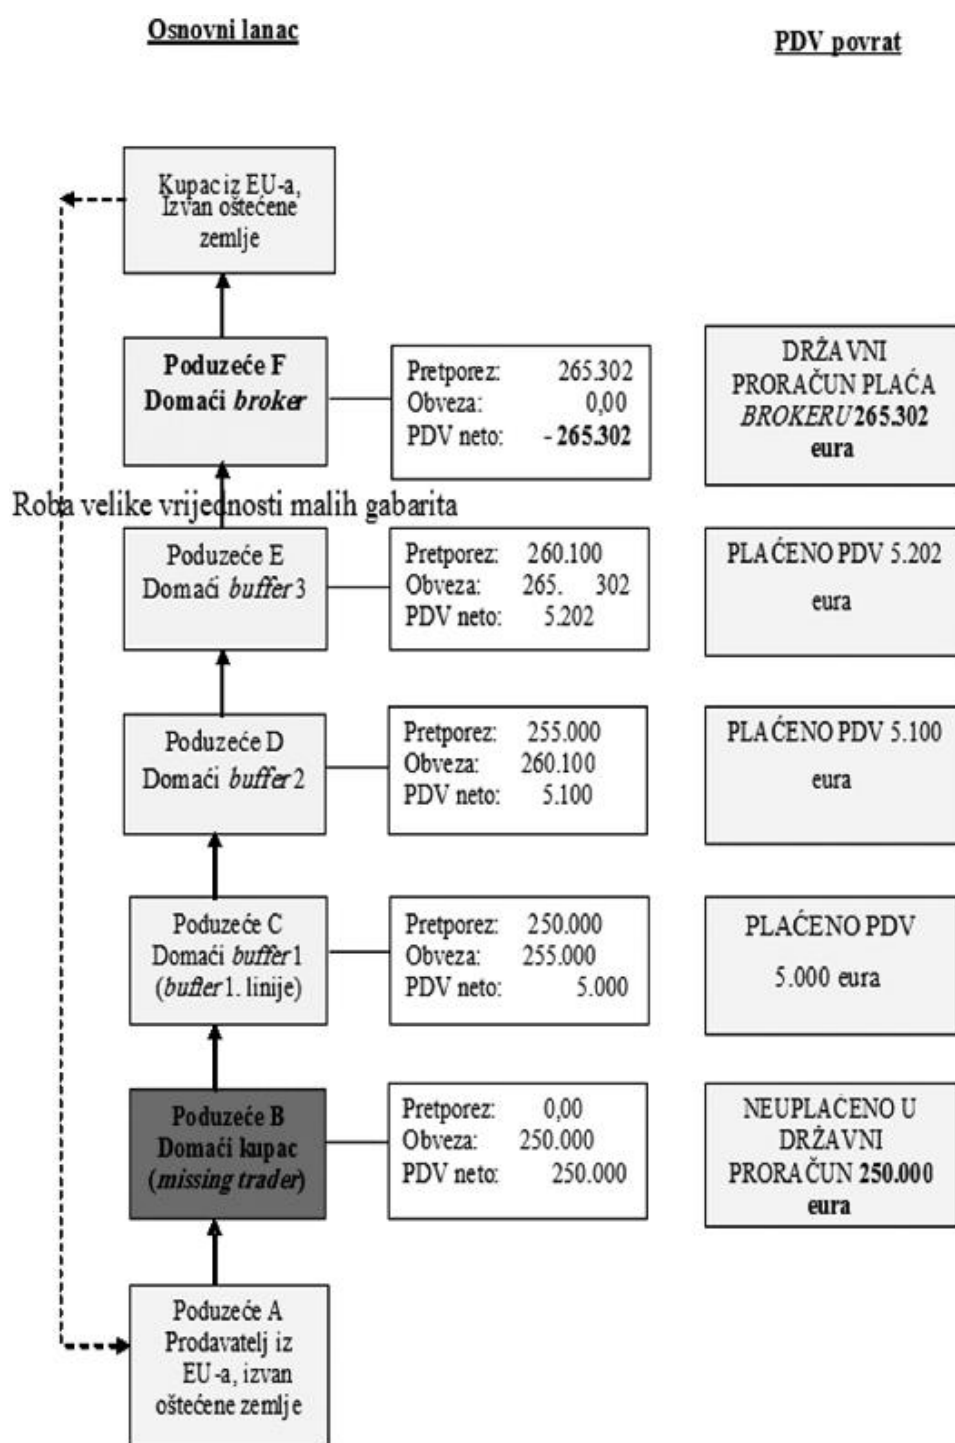 Osnovni lanac
PDV povrat
Kupac iz EU-a,
Izvan oštećene
zemlje
Poduzeće F
Domaći broker
Pretporez: 265.302
Obveza: 0,00
PDV neto: - 265.302
DRŽAVNI
PRORAČUN PLAĆA
BROKERU 265.302
eura
Roba velike vrijednosti malih gabarita
Poduzeće E
Domaći buffer 3
Pretporez: 260.100
Obveza: 265. 302
PDV neto: 5.202
PLAĆENO PDV 5.202
eura
Poduzeće D
Domaći buffer 2
Pretporez: 255.000
Obveza: 260.100
PDV neto: 5.100
PLAĆENO PDV 5.100
eura
Poduzeće C
Domaći buffer 1
(buffer 1. linije)
Pretporez: 250.000
Obveza: 255.000
PDV neto: 5.000
PLAĆENO PDV
5.000 eura
Poduzeće B
Domaći kupac
(missing trader)
Pretporez: 0,00
Obveza: 250.000
PDV neto: 250.000
NEUPLAĆENO U
DRŽAVNI
PRORAČUN 250.000
eura
Poduzeće A
Prodavatelj iz
EU-a, izvan
oštećene zemlje